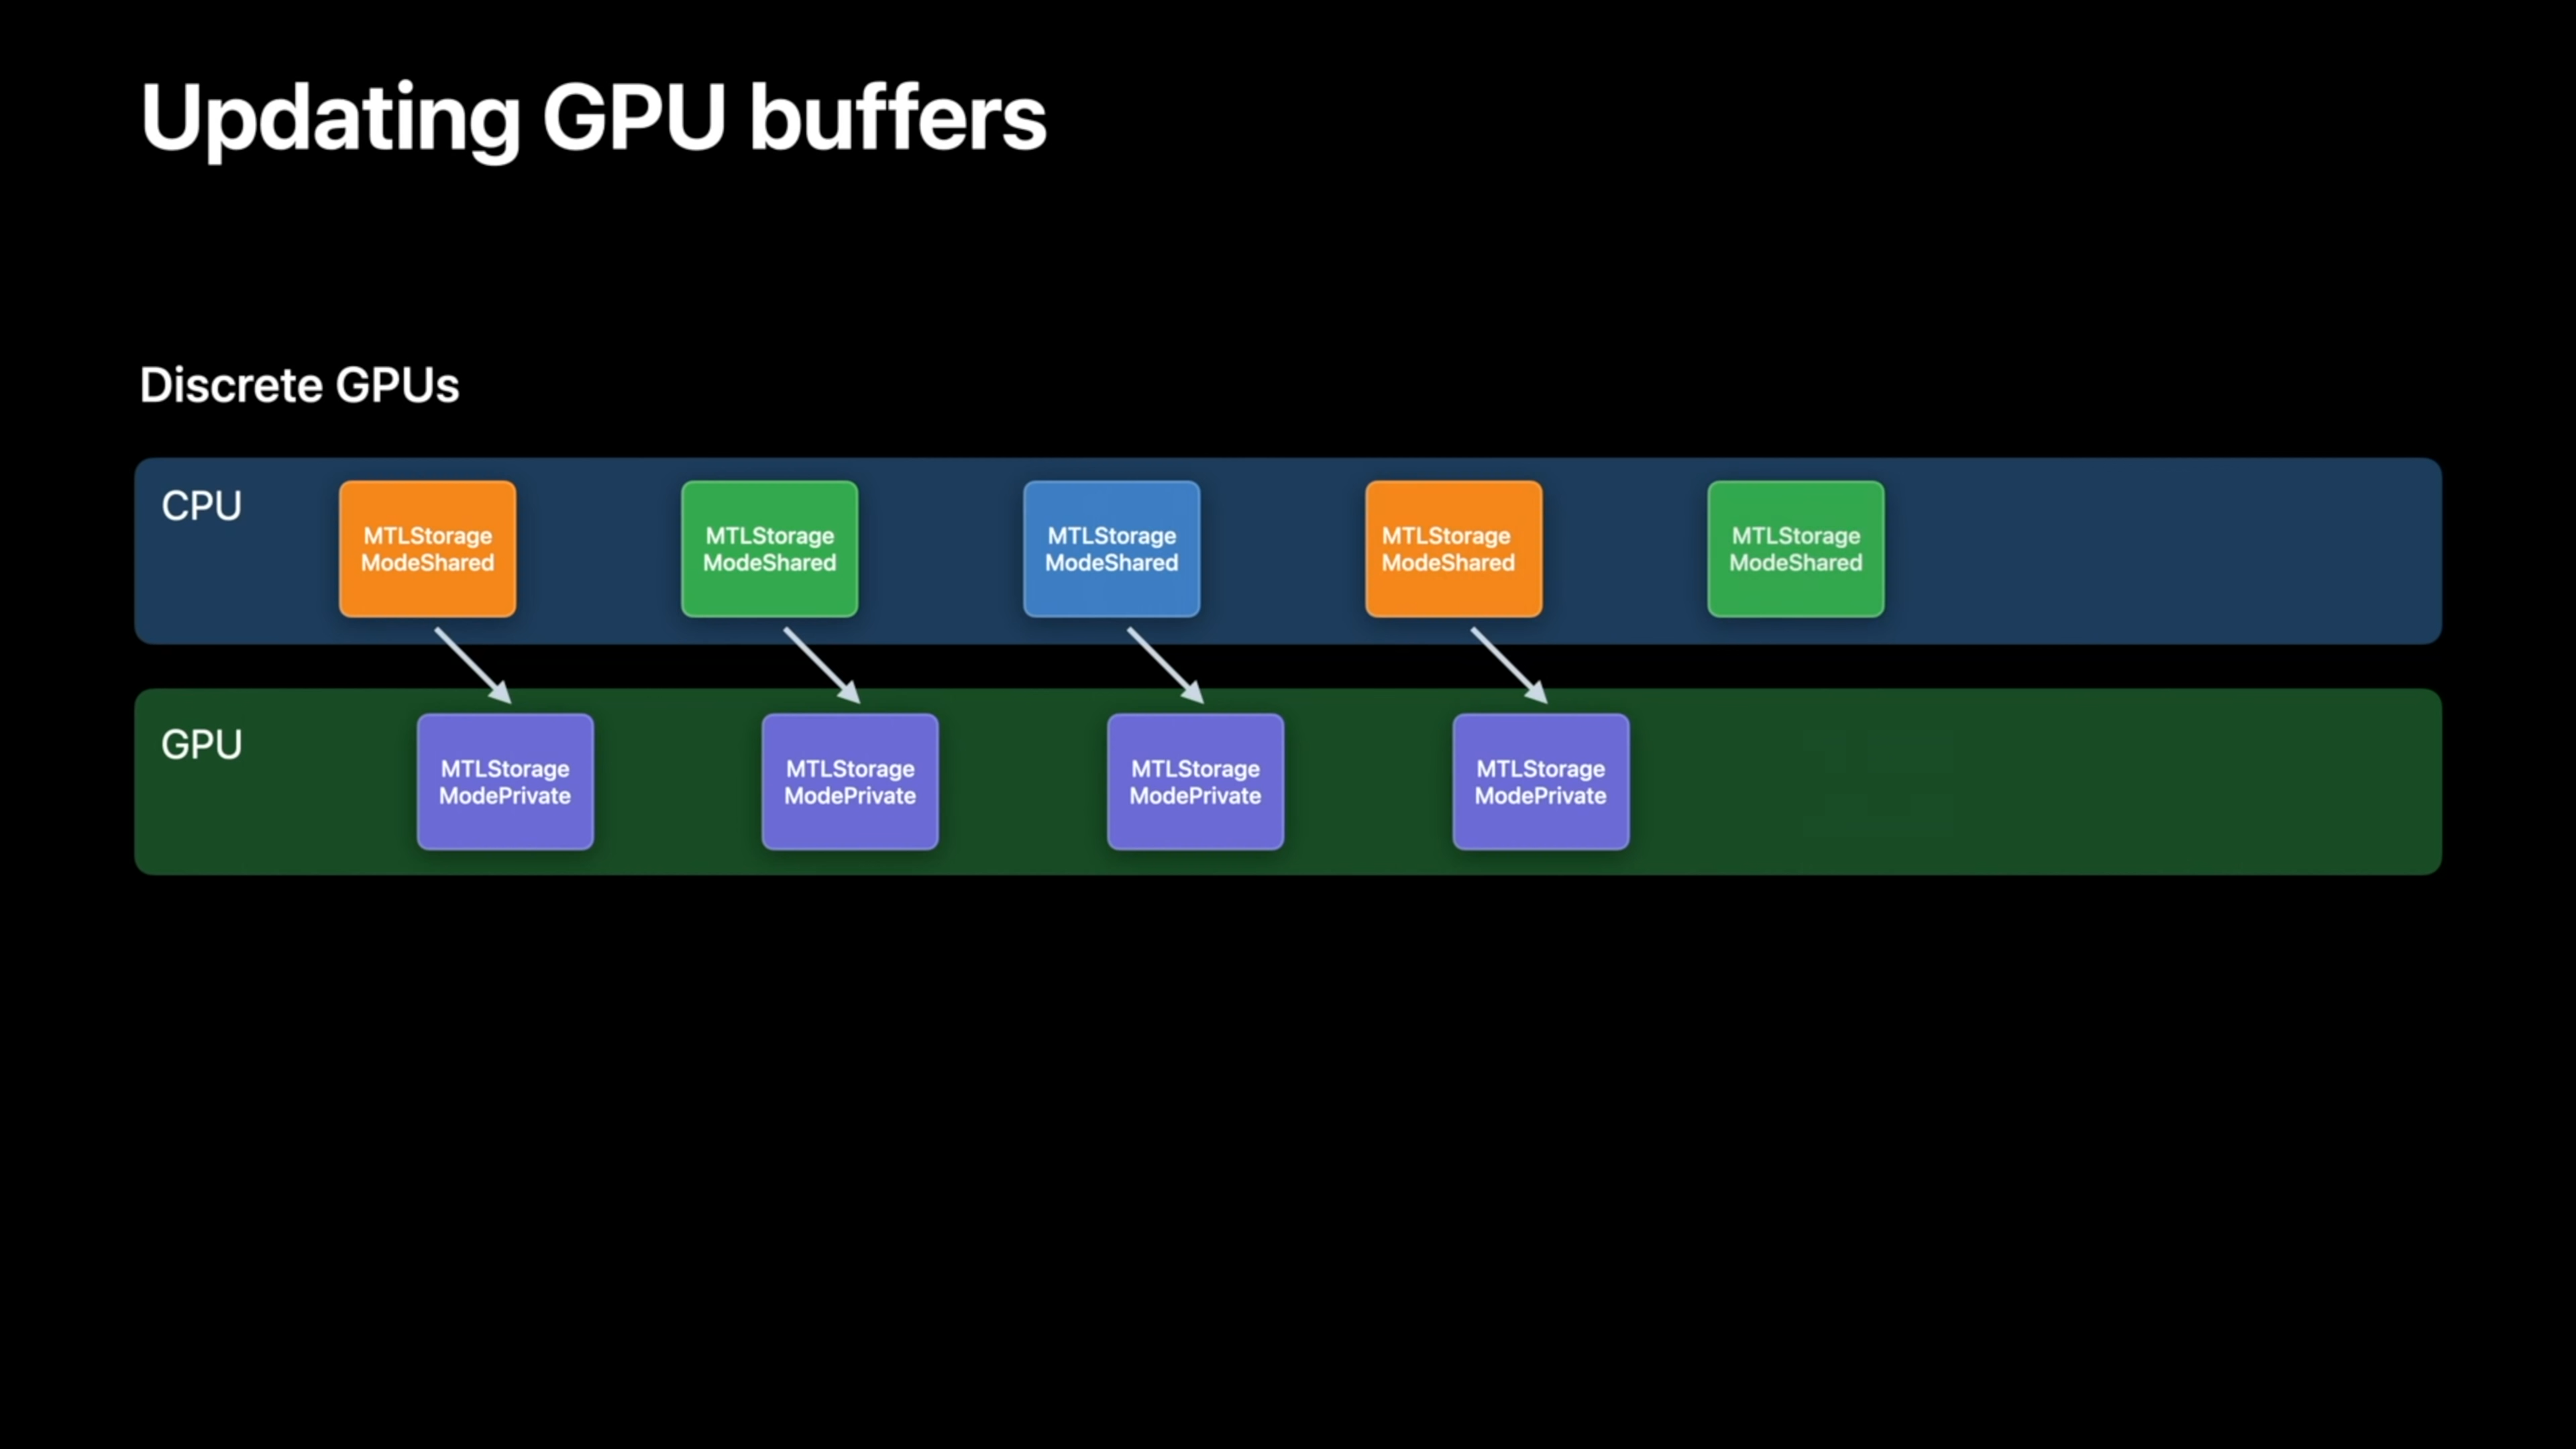 Updating GPU buffers
Discrete GPUs
CPU
MTLStorage
ModeShared
MTLStorage
ModeShared
MTLStorage
ModeShared
MTLStorage
ModeShared
MTLStorage
ModeShared
GPU
MTLStorage
ModePrivate
MTLStorage
ModePrivate
MTLStorage
ModePrivate
MTLStorage
ModePrivate